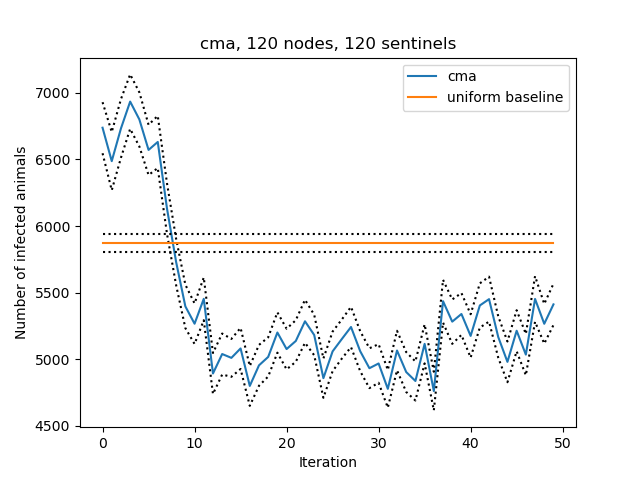 cma, 120 nodes, 120 sentinels
cma
uniform baseline
7000
6500
6000
5500
5000
4500
Number of infected animals
0 10 20 30 40 50
Iteration